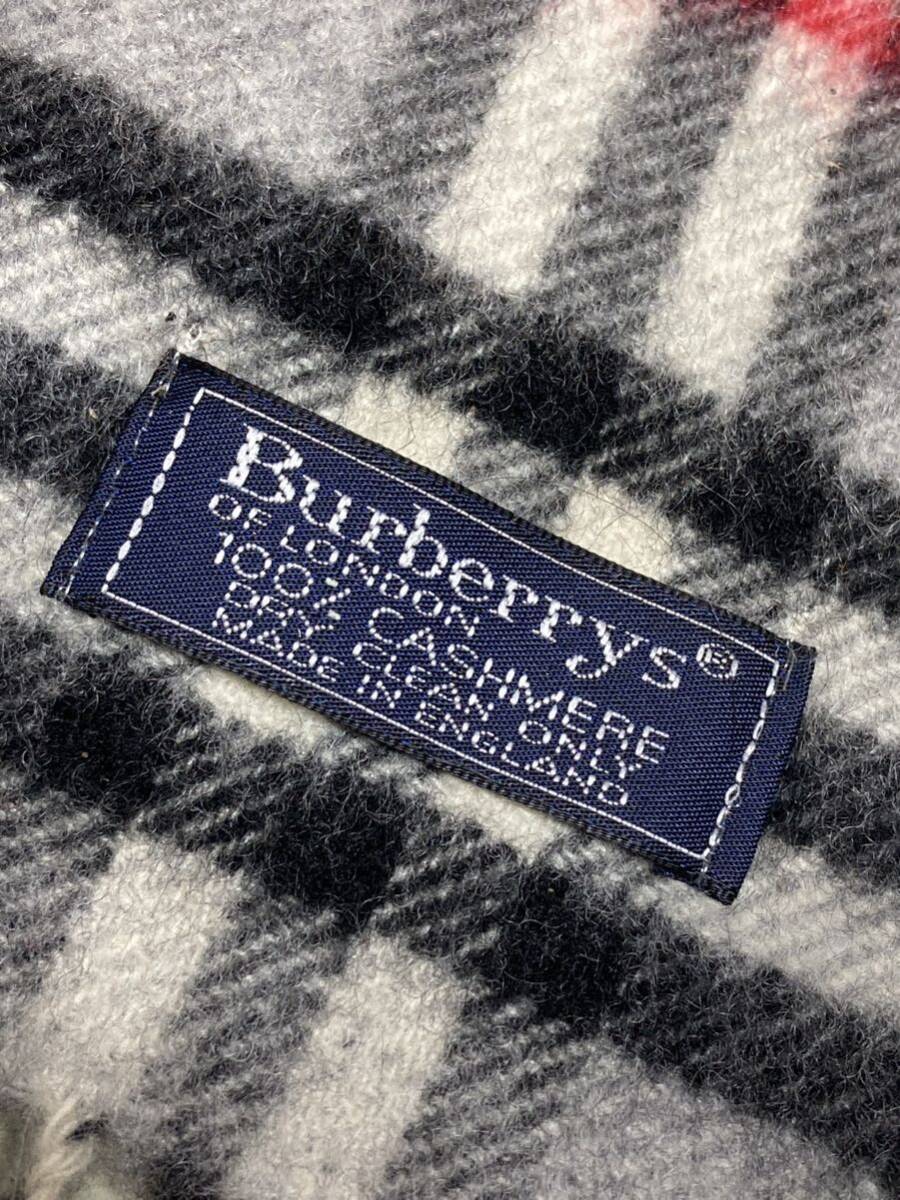 Burberrys®
OF LONDON
100% CASHMERE
DRY CLEAN ONLY
MADE IN ENGLAND